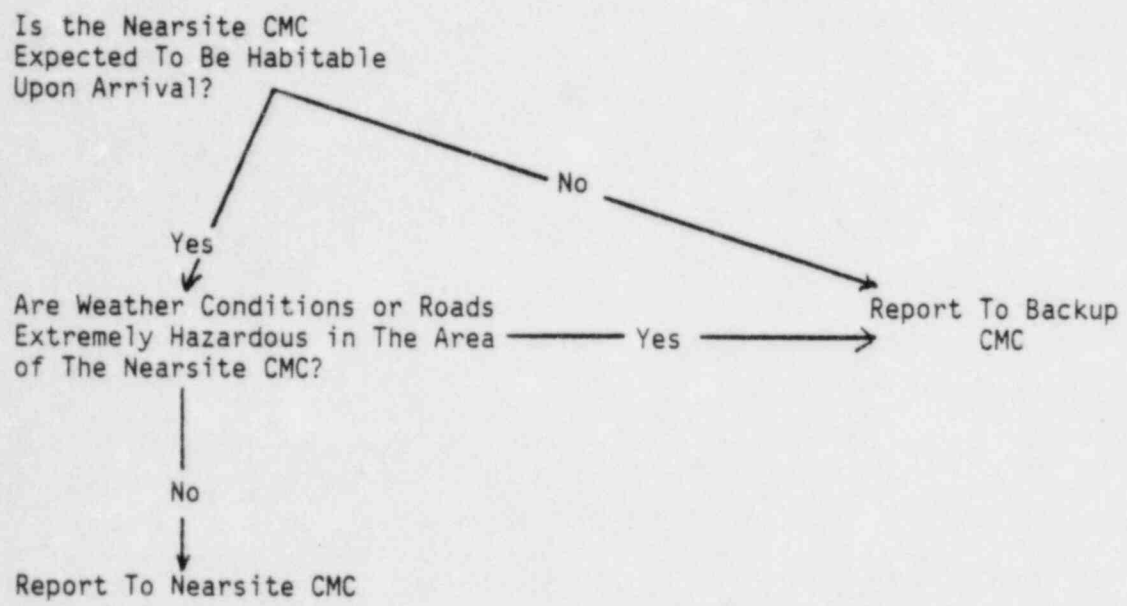 Is the Nearsite CMC
Expected To Be Habitable
Upon Arrival?
No
Yes
Are Weather Conditions or Roads
Extremely Hazardous in The Area
of The Nearsite CMC?
Yes
Report To Backup
CMC
No
Report To Nearsite CMC